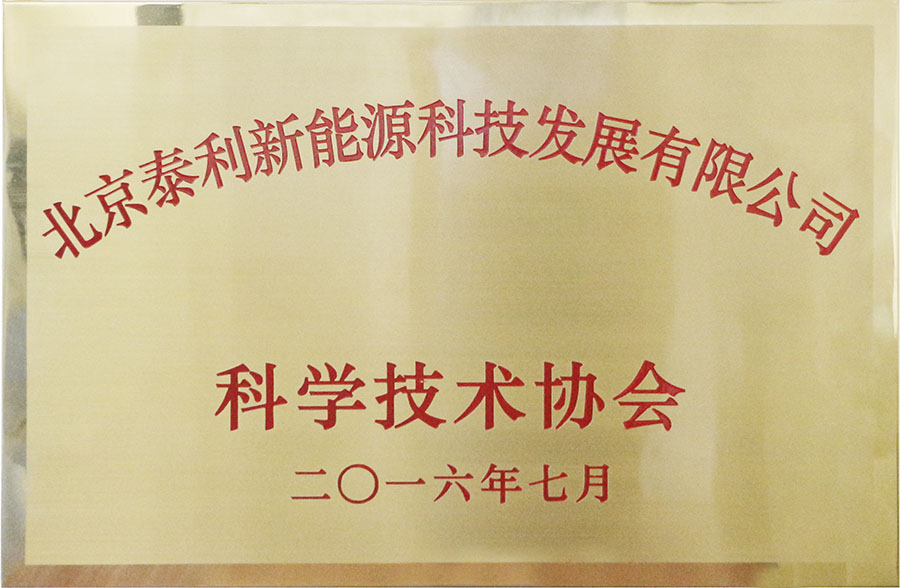 北京泰利新能源科技发展有限公司
科学技术协会
二〇一六年七月